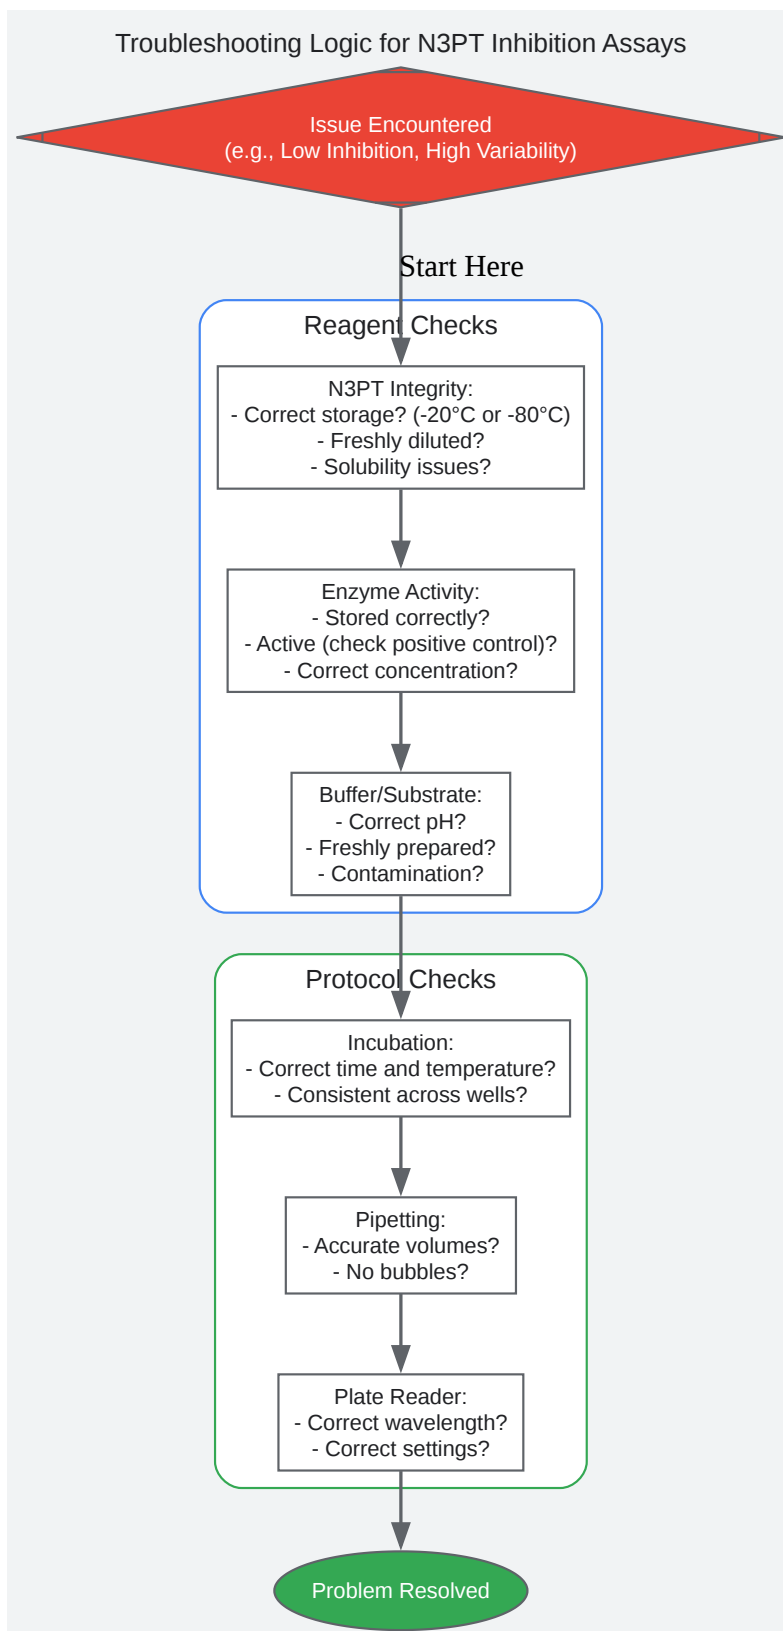 Troubleshooting Logic for N3PT Inhibition Assays
Issue Encountered
(e.g., Low Inhibition, High Variability)
Start Here
Reagent Checks
N3PT Integrity:
- Correct storage? (-20°C or -80°C)
- Freshly diluted?
- Solubility issues?
Enzyme Activity:
- Stored correctly?
- Active (check positive control)?
- Correct concentration?
Buffer/Substrate:
- Correct pH?
- Freshly prepared?
- Contamination?
Protocol Checks
Incubation:
- Correct time and temperature?
- Consistent across wells?
Pipetting:
- Accurate volumes?
- No bubbles?
Plate Reader:
- Correct wavelength?
- Correct settings?
Problem Resolved